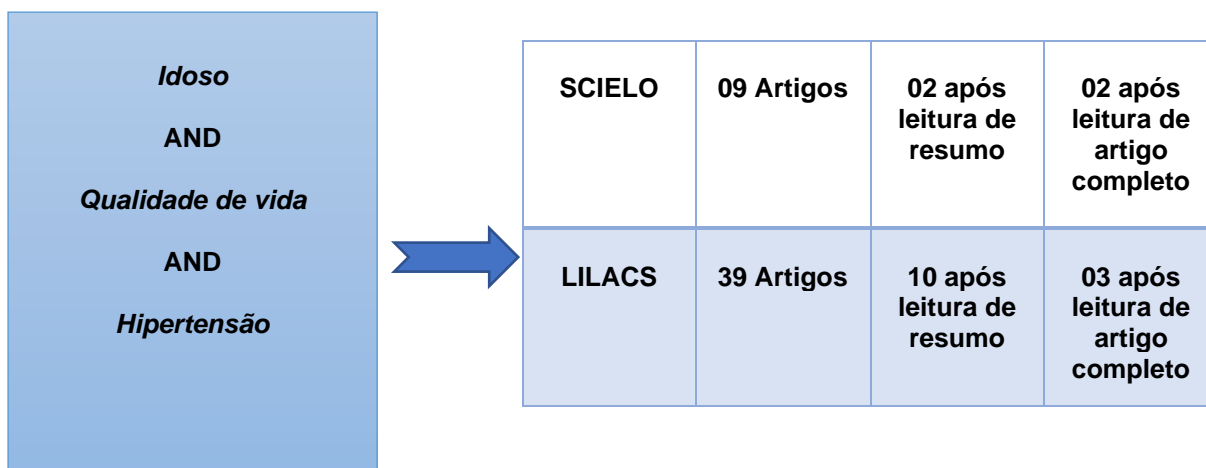 Idoso
AND
Qualidade de vida
AND
Hipertensão
SCIELO
09 Artigos
02 após
leitura de
resumo
02 após
leitura de
artigo
completo
LILACS
39 Artigos
10 após
leitura de
resumo
03 após
leitura de
artigo
completo